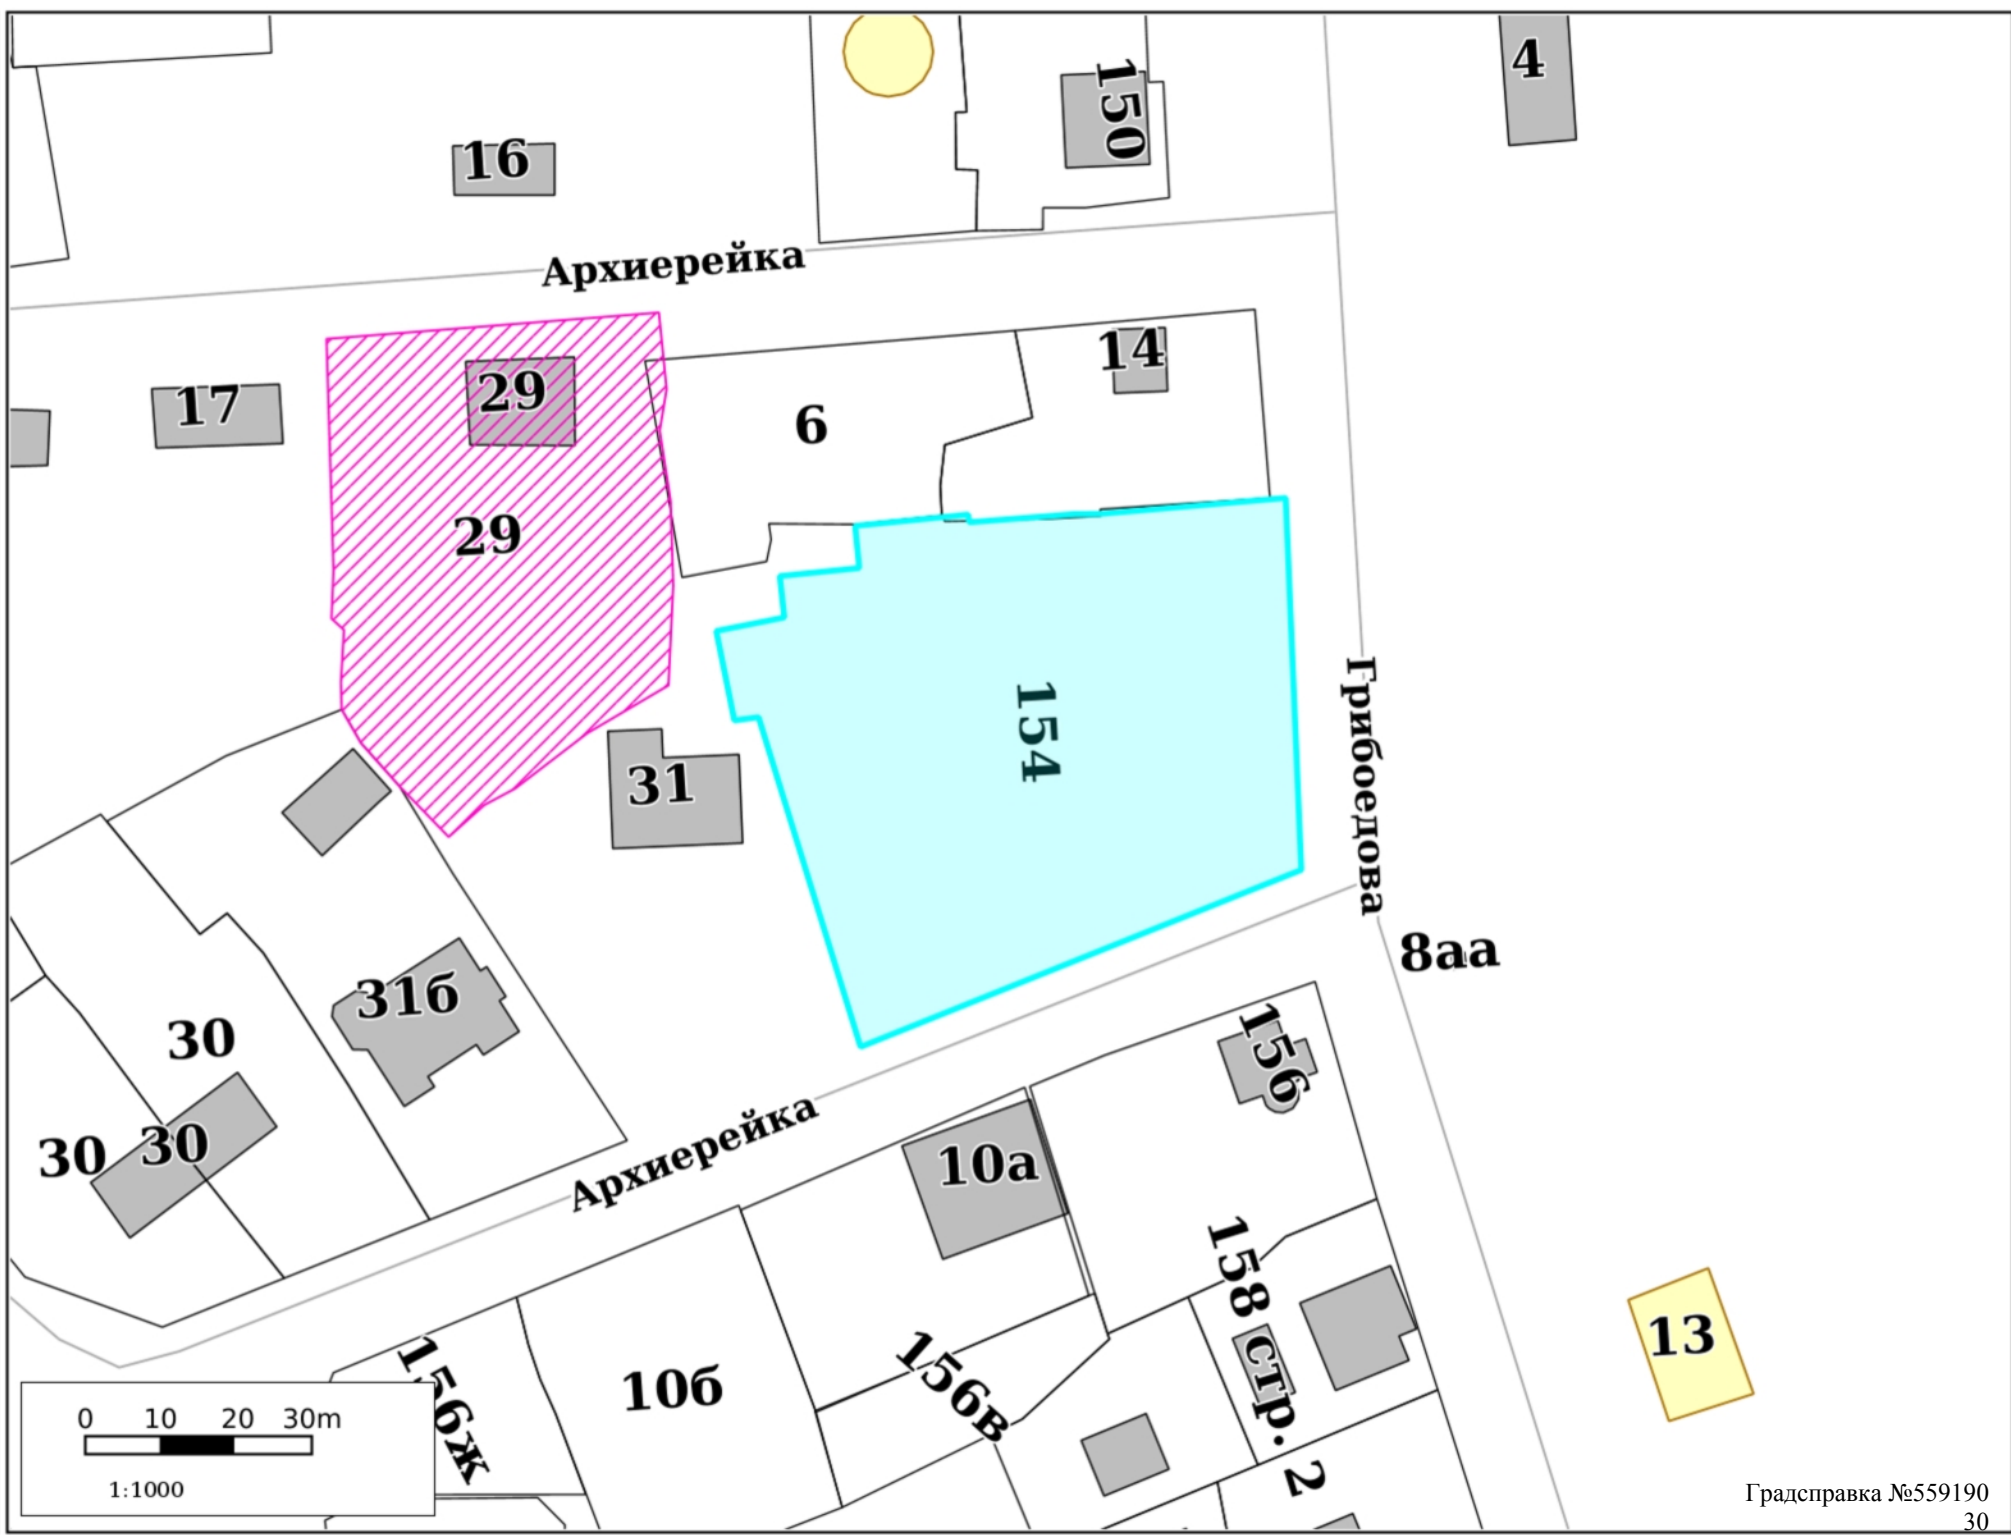 4
150
16
Архиерейка
14
17
29
6
29
154
Грибоедова
31
8аа
31б
30
156
30
30
Архиерейка
10а
158 стр. 2
13
156в
10б
156ж
0 10 20 30m
1:1000
Градсправка №559190
30